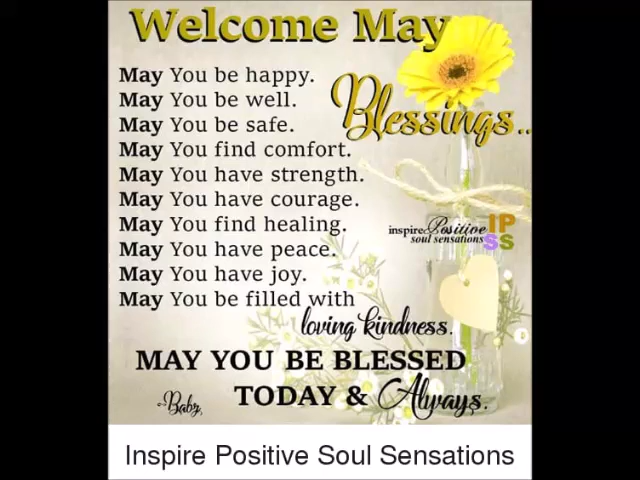 Welcome May
Blessings..
May You be happy.
May You be well.
May You be safe.
May You find comfort.
May You have strength.
May You have courage.
May You find healing.
May You have peace.
May You have joy.
May You be filled with
loving kindness.
inspirePositive IP
soul sensations SS
MAY YOU BE BLESSED
TODAY & Always.
~Babz,
Inspire Positive Soul Sensations